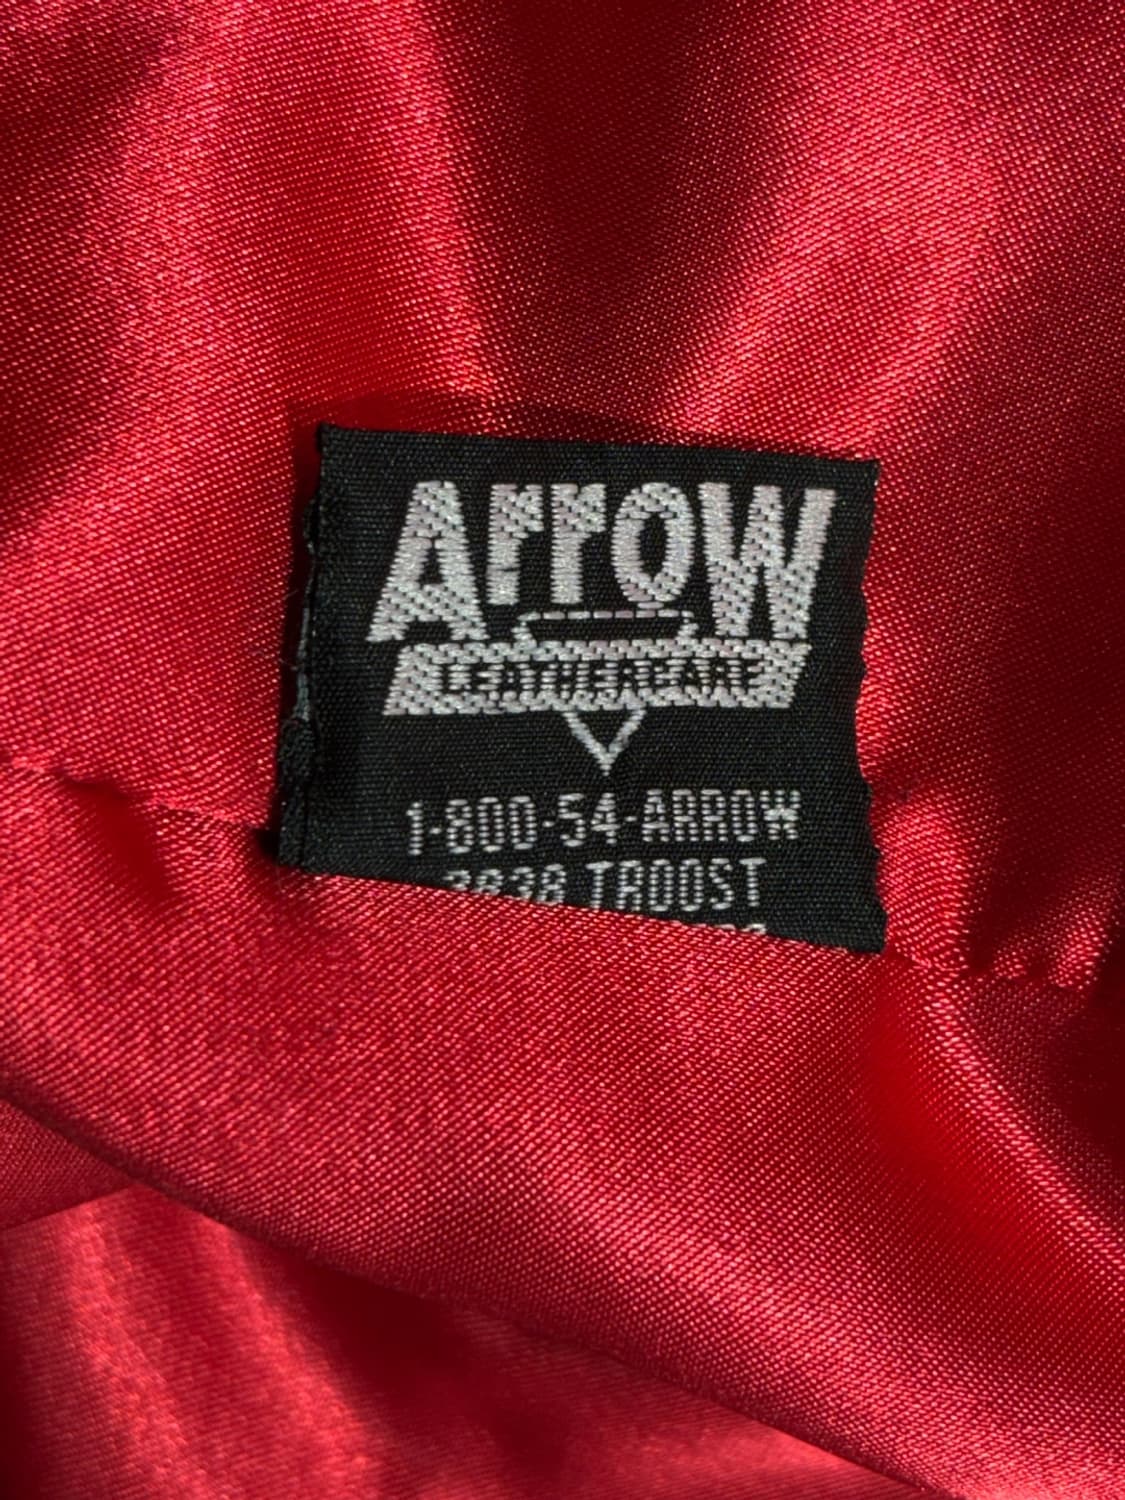 Arrow
LEATHERCARE
1-800-54-ARROW
3838 TROOST